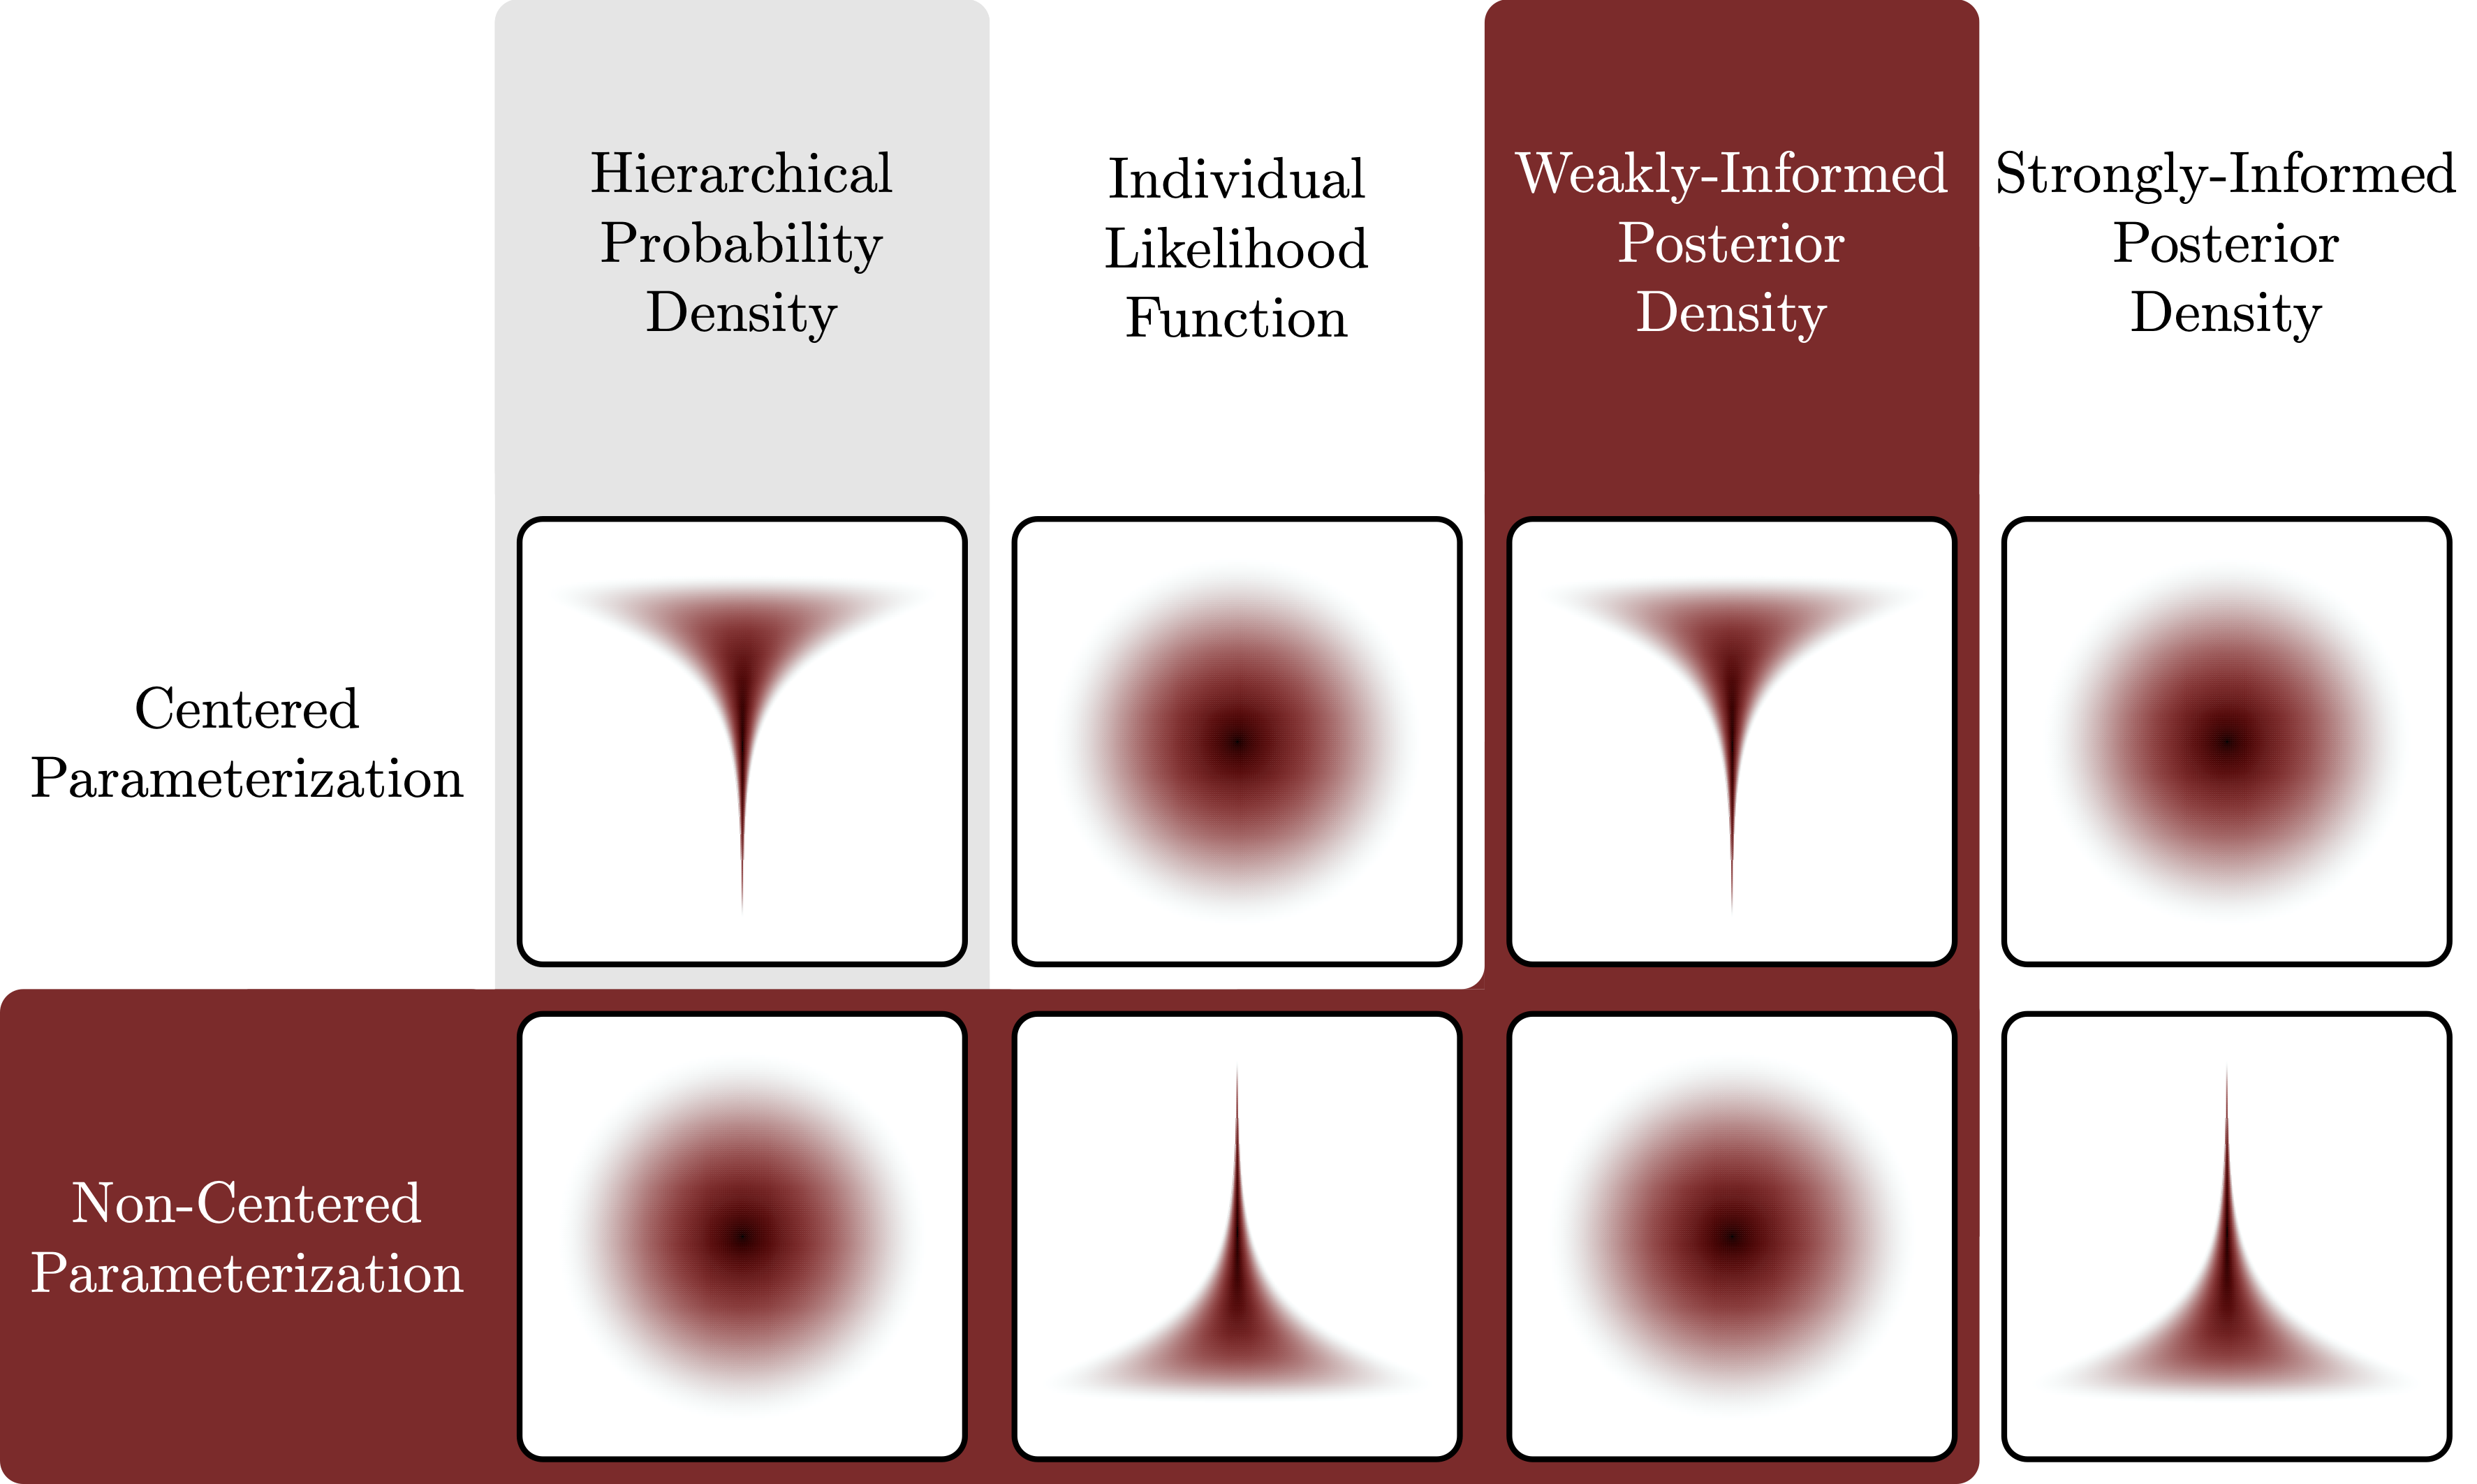 Hierarchical
Probability
Density
Individual
Likelihood
Function
Weakly-Informed
Posterior
Density
Strongly-Informed
Posterior
Density
Centered
Parameterization
Non-Centered
Parameterization